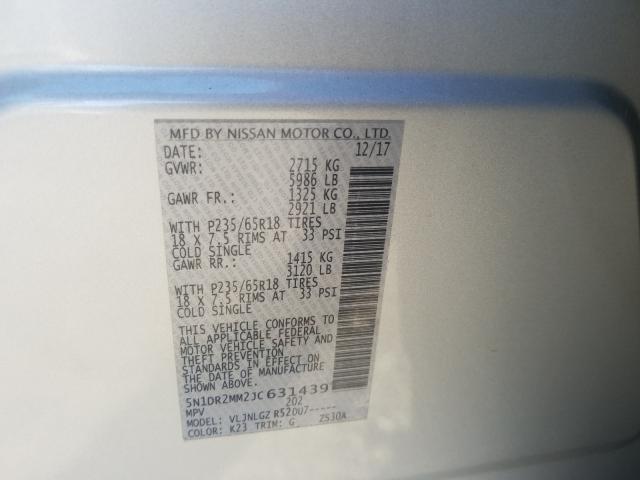 MFD BY NISSAN MOTOR CO., LTD.
DATE: 12/17
GVWR: 2715 KG
5986 LB
GAWR FR.: 1325 KG
2921 LB
WITH P235/65R18 TIRES
18 X 7.5 RIMS AT 33 PSI
COLD SINGLE
GAWR RR.: 1415 KG
3120 LB
WITH P235/65R18 TIRES
18 X 7.5 RIMS AT 33 PSI
COLD SINGLE
THIS VEHICLE CONFORMS TO
ALL APPLICABLE FEDERAL
MOTOR VEHICLE SAFETY AND
THEFT PREVENTION
STANDARDS IN EFFECT ON
THE DATE OF MANUFACTURE
SHOWN ABOVE.
5N1DR2MM2JC631439
MPV 202
MODEL: VLJNLGZ R520U7-----
COLOR: K23 TRIM: G ZS30A